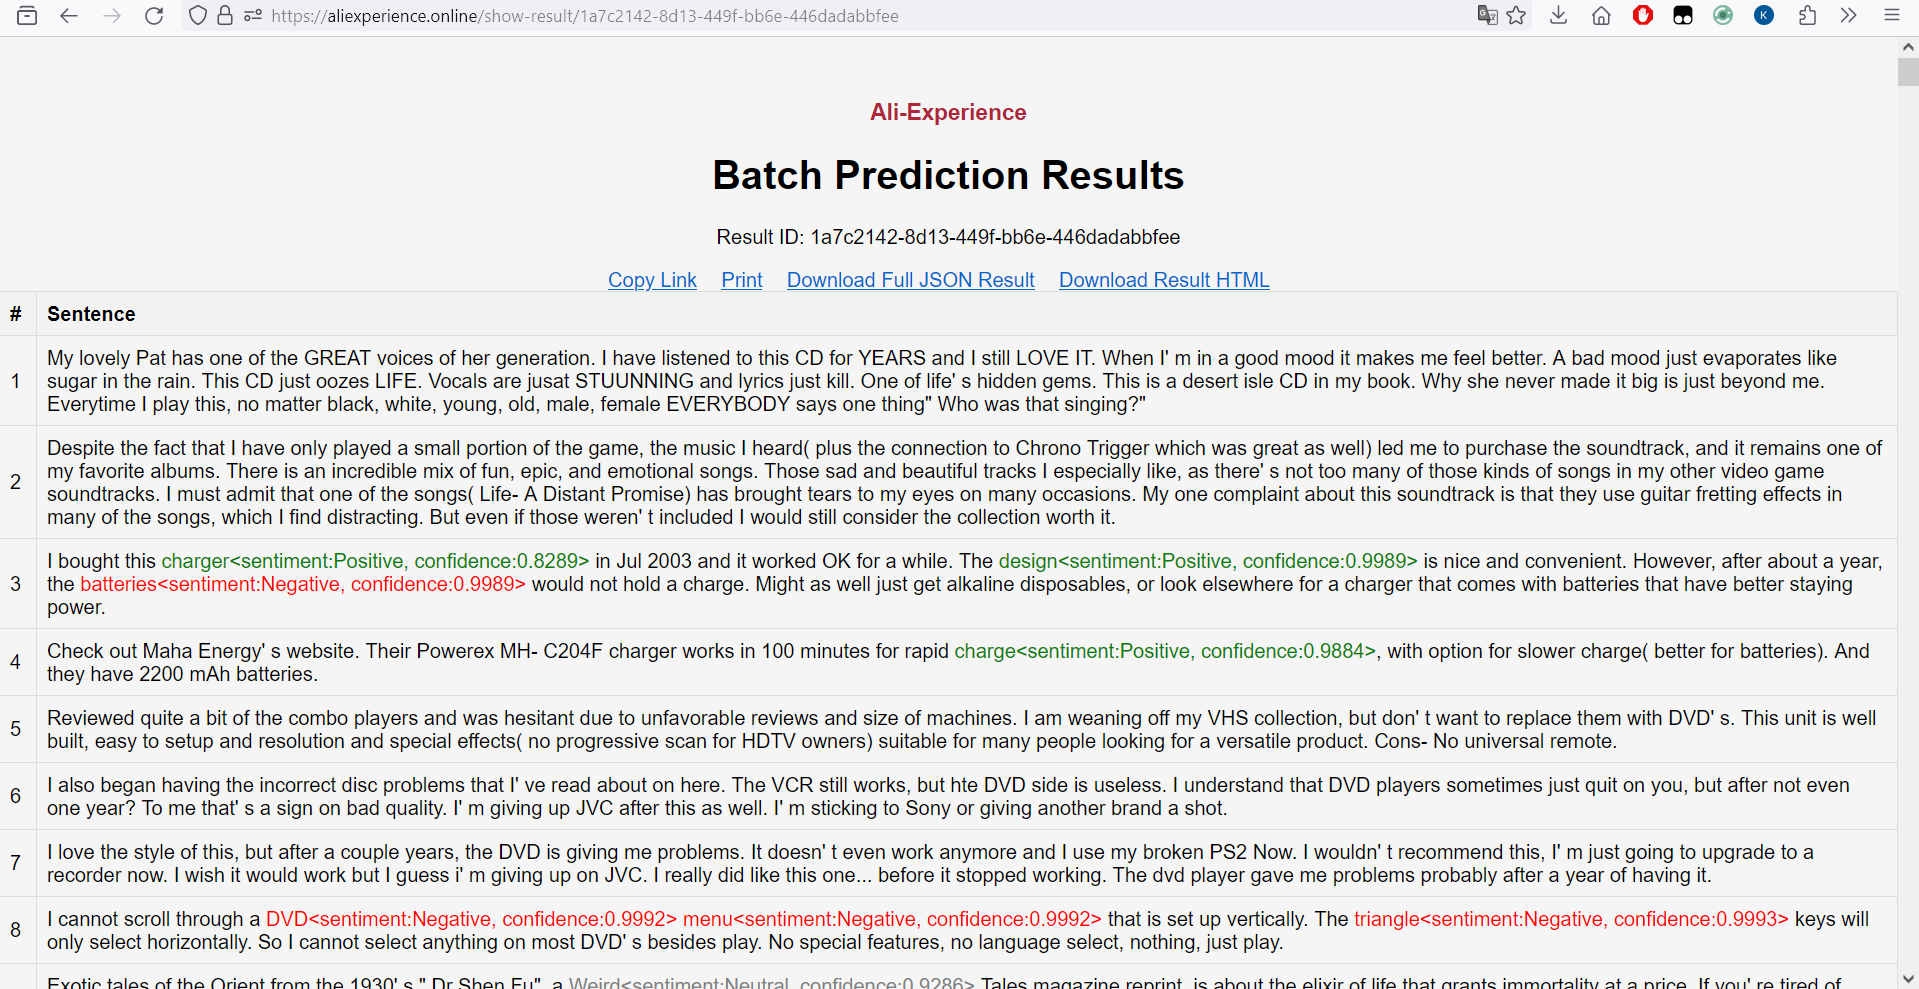 https://aliexperience.online/show-result/1a7c2142-8d13-449f-bb6e-446dadabbfee
K
Ali-Experience
Batch Prediction Results
Result ID: 1a7c2142-8d13-449f-bb6e-446dadabbfee
Copy Link Print Download Full JSON Result Download Result HTML
# Sentence
1
My lovely Pat has one of the GREAT voices of her generation. I have listened to this CD for YEARS and I still LOVE IT. When I' m in a good mood it makes me feel better. A bad mood just evaporates like
sugar in the rain. This CD just oozes LIFE. Vocals are jusat STUUNNING and lyrics just kill. One of life' s hidden gems. This is a desert isle CD in my book. Why she never made it big is just beyond me.
Everytime I play this, no matter black, white, young, old, male, female EVERYBODY says one thing" Who was that singing?"
2
Despite the fact that I have only played a small portion of the game, the music I heard( plus the connection to Chrono Trigger which was great as well) led me to purchase the soundtrack, and it remains one of
my favorite albums. There is an incredible mix of fun, epic, and emotional songs. Those sad and beautiful tracks I especially like, as there' s not too many of those kinds of songs in my other video game
soundtracks. I must admit that one of the songs( Life- A Distant Promise) has brought tears to my eyes on many occasions. My one complaint about this soundtrack is that they use guitar fretting effects in
many of the songs, which I find distracting. But even if those weren' t included I would still consider the collection worth it.
3
I bought this charger<sentiment:Positive, confidence:0.8289> in Jul 2003 and it worked OK for a while. The design<sentiment:Positive, confidence:0.9989> is nice and convenient. However, after about a year,
the batteries<sentiment:Negative, confidence:0.9989> would not hold a charge. Might as well just get alkaline disposables, or look elsewhere for a charger that comes with batteries that have better staying
power.
4
Check out Maha Energy' s website. Their Powerex MH- C204F charger works in 100 minutes for rapid charge<sentiment:Positive, confidence:0.9884>, with option for slower charge( better for batteries). And
they have 2200 mAh batteries.
5
Reviewed quite a bit of the combo players and was hesitant due to unfavorable reviews and size of machines. I am weaning off my VHS collection, but don' t want to replace them with DVD' s. This unit is well
built, easy to setup and resolution and special effects( no progressive scan for HDTV owners) suitable for many people looking for a versatile product. Cons- No universal remote.
6
I also began having the incorrect disc problems that I' ve read about on here. The VCR still works, but hte DVD side is useless. I understand that DVD players sometimes just quit on you, but after not even
one year? To me that' s a sign on bad quality. I' m giving up JVC after this as well. I' m sticking to Sony or giving another brand a shot.
7
I love the style of this, but after a couple years, the DVD is giving me problems. It doesn' t even work anymore and I use my broken PS2 Now. I wouldn' t recommend this, I' m just going to upgrade to a
recorder now. I wish it would work but I guess i' m giving up on JVC. I really did like this one... before it stopped working. The dvd player gave me problems probably after a year of having it.
8
I cannot scroll through a DVD<sentiment:Negative, confidence:0.9992> menu<sentiment:Negative, confidence:0.9992> that is set up vertically. The triangle<sentiment:Negative, confidence:0.9993> keys will
only select horizontally. So I cannot select anything on most DVD' s besides play. No special features, no language select, nothing, just play.
Exotic tales of the Orient from the 1930' s " Dr Shen Fu", a Weird<sentiment:Neutral, confidence:0.9286> Tales magazine reprint, is about the elixir of life that grants immortality at a price. If you' re tired of